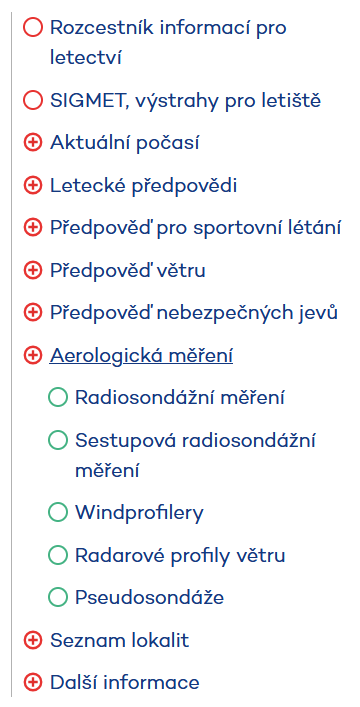 Rozcestník informací pro
letectví
SIGMET, výstrahy pro letiště
Aktuální počasí
Letecké předpovědi
Předpověď pro sportovní létání
Předpověď větru
Předpověď nebezpečných jevů
Aerologická měření
Radiosondážní měření
Sestupová radiosondážní
měření
Windprofilery
Radarové profily větru
Pseudosondáže
Seznam lokalit
Další informace